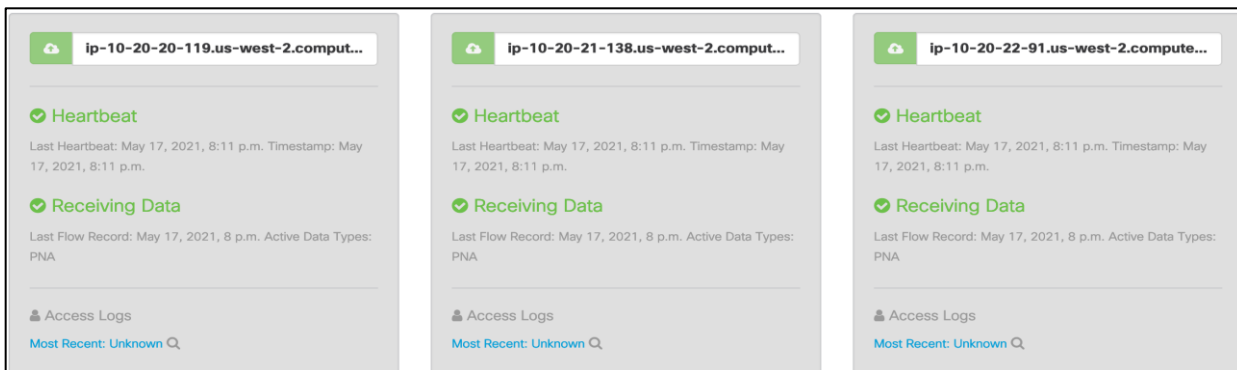 ip-10-20-20-119.us-west-2.comput...
Heartbeat
Last Heartbeat: May 17, 2021, 8:11 p.m. Timestamp: May
17, 2021, 8:11 p.m.
Receiving Data
Last Flow Record: May 17, 2021, 8 p.m. Active Data Types:
PNA
Access Logs
Most Recent: Unknown
ip-10-20-21-138.us-west-2.comput...
Heartbeat
Last Heartbeat: May 17, 2021, 8:11 p.m. Timestamp: May
17, 2021, 8:11 p.m.
Receiving Data
Last Flow Record: May 17, 2021, 8 p.m. Active Data Types:
PNA
Access Logs
Most Recent: Unknown
ip-10-20-22-91.us-west-2.compute...
Heartbeat
Last Heartbeat: May 17, 2021, 8:11 p.m. Timestamp: May
17, 2021, 8:11 p.m.
Receiving Data
Last Flow Record: May 17, 2021, 8 p.m. Active Data Types:
PNA
Access Logs
Most Recent: Unknown